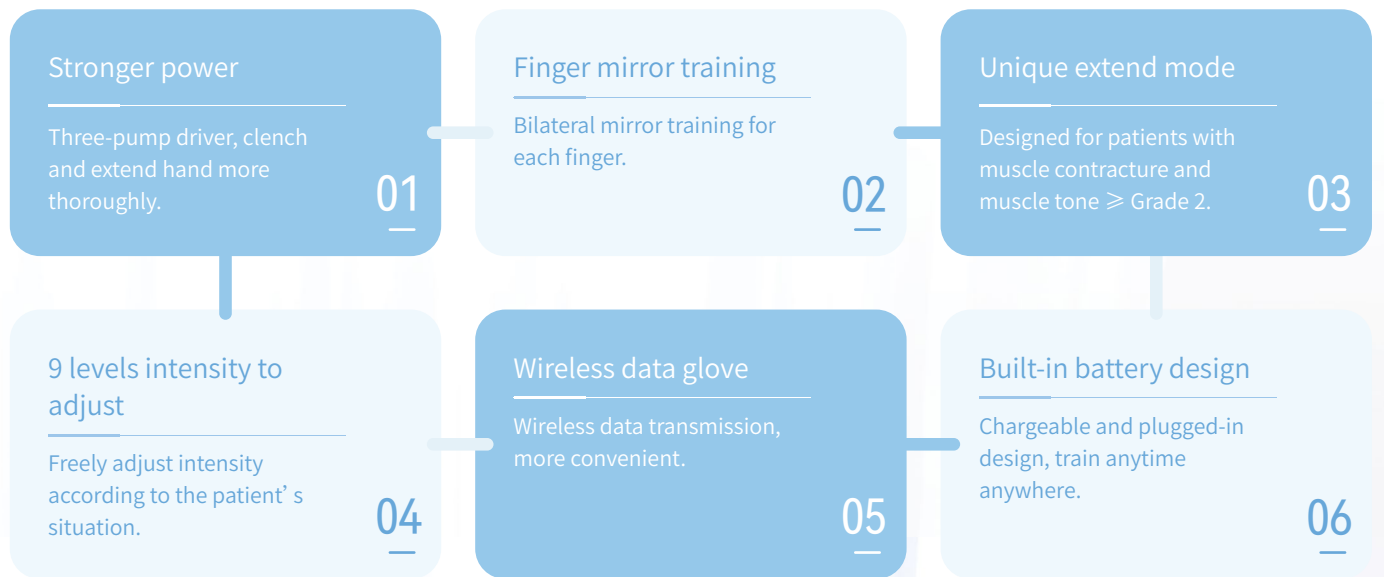 Stronger power
Three-pump driver, clench
and extend hand more
thoroughly.
01
Finger mirror training
Bilateral mirror training for
each finger.
02
Unique extend mode
Designed for patients with
muscle contracture and
muscle tone ⩾ Grade 2.
03
9 levels intensity to
adjust
Freely adjust intensity
according to the patient’ s
situation.
04
Wireless data glove
Wireless data transmission,
more convenient.
05
Built-in battery design
Chargeable and plugged-in
design, train anytime
anywhere.
06